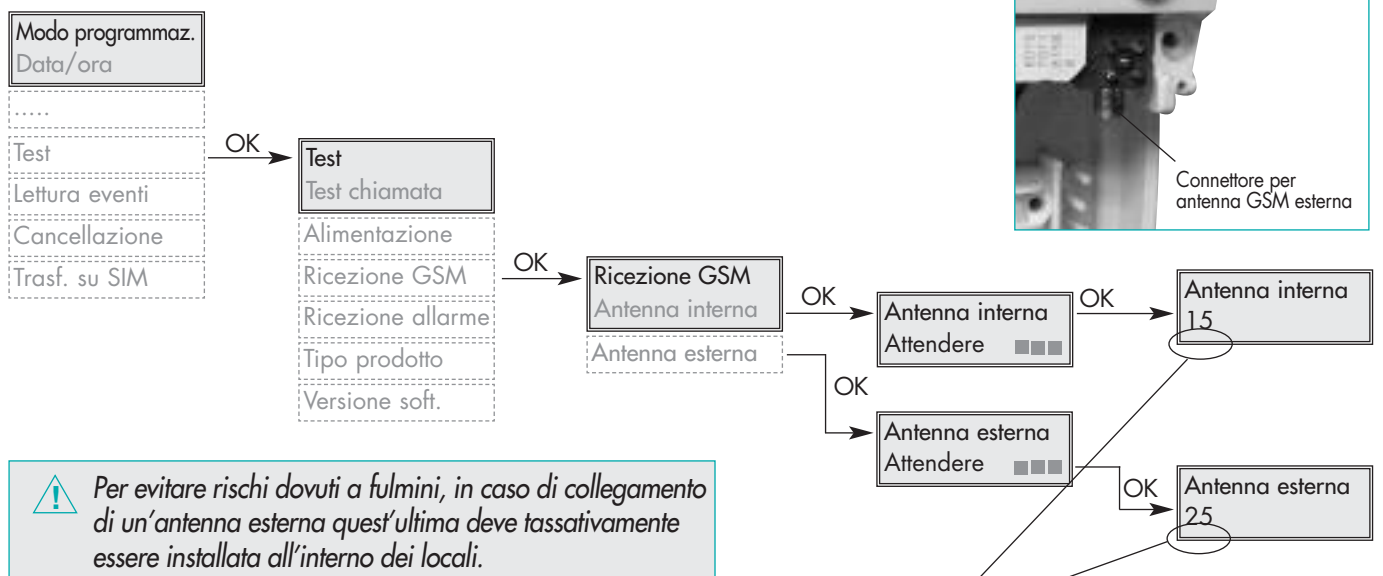 Modo programmaz.
Data/ora
.....
Test
Lettura eventi
Cancellazione
Trasf. su SIM
OK
Test
Test chiamata
Alimentazione
Ricezione GSM
Ricezione allarme
Tipo prodotto
Versione soft.
OK
Ricezione GSM
Antenna interna
Antenna esterna
OK
Antenna interna
Attendere
OK
Antenna interna
15
OK
Antenna esterna
Attendere
OK
Antenna esterna
25
Connettore per
antenna GSM esterna
Per evitare rischi dovuti a fulmini, in caso di collegamento
di un'antenna esterna quest'ultima deve tassativamente
essere installata all'interno dei locali.